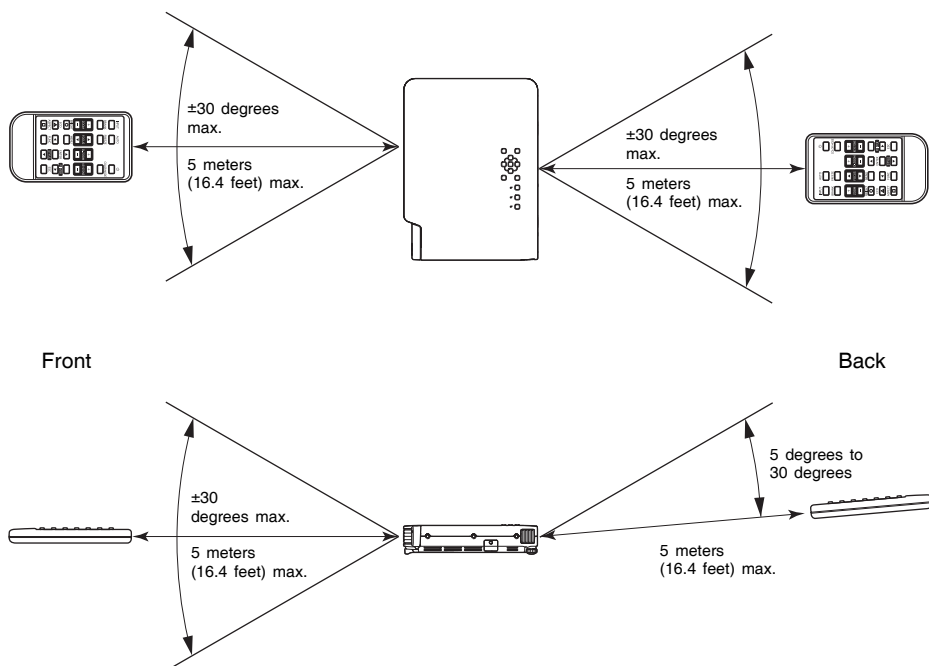 ±30 degrees
max.
5 meters
(16.4 feet) max.
±30 degrees
max.
5 meters
(16.4 feet) max.
Front
Back
±30
degrees max.
5 meters
(16.4 feet) max.
5 degrees to
30 degrees
5 meters
(16.4 feet) max.